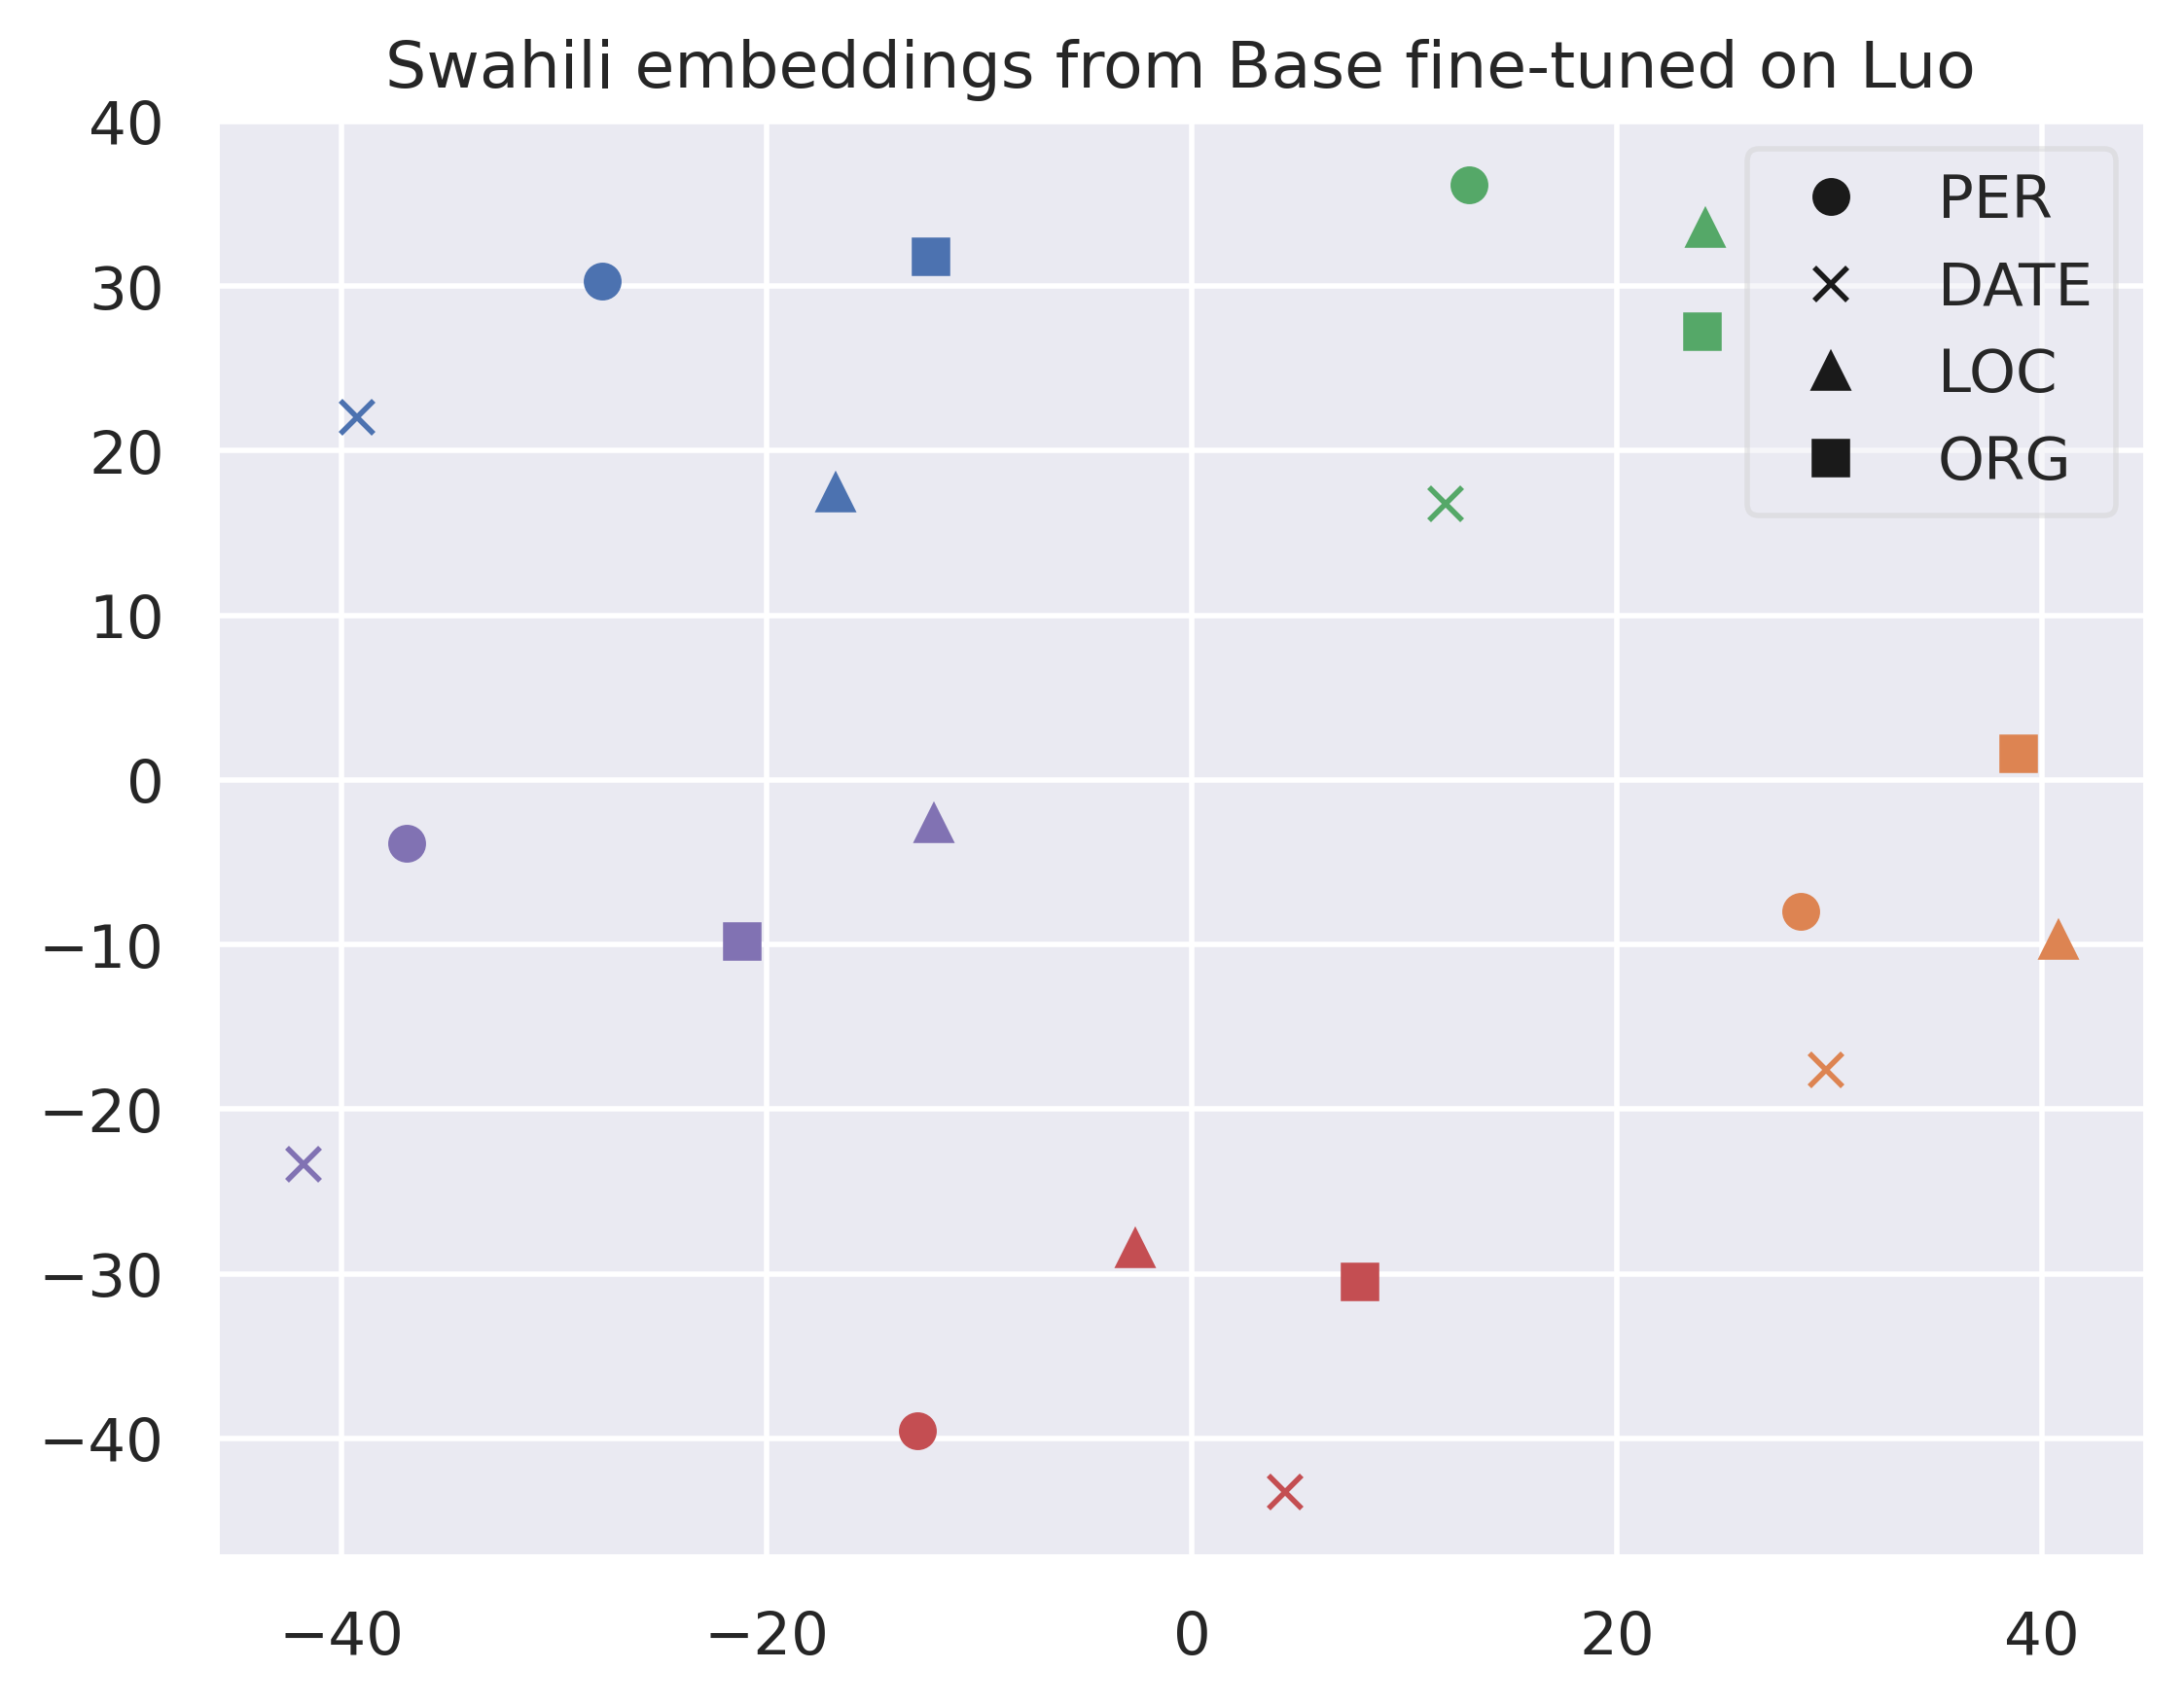 Swahili embeddings from Base fine-tuned on Luo
40
30
20
10
0
−10
−20
−30
−40
−40 −20 0 20 40
PER
DATE
LOC
ORG